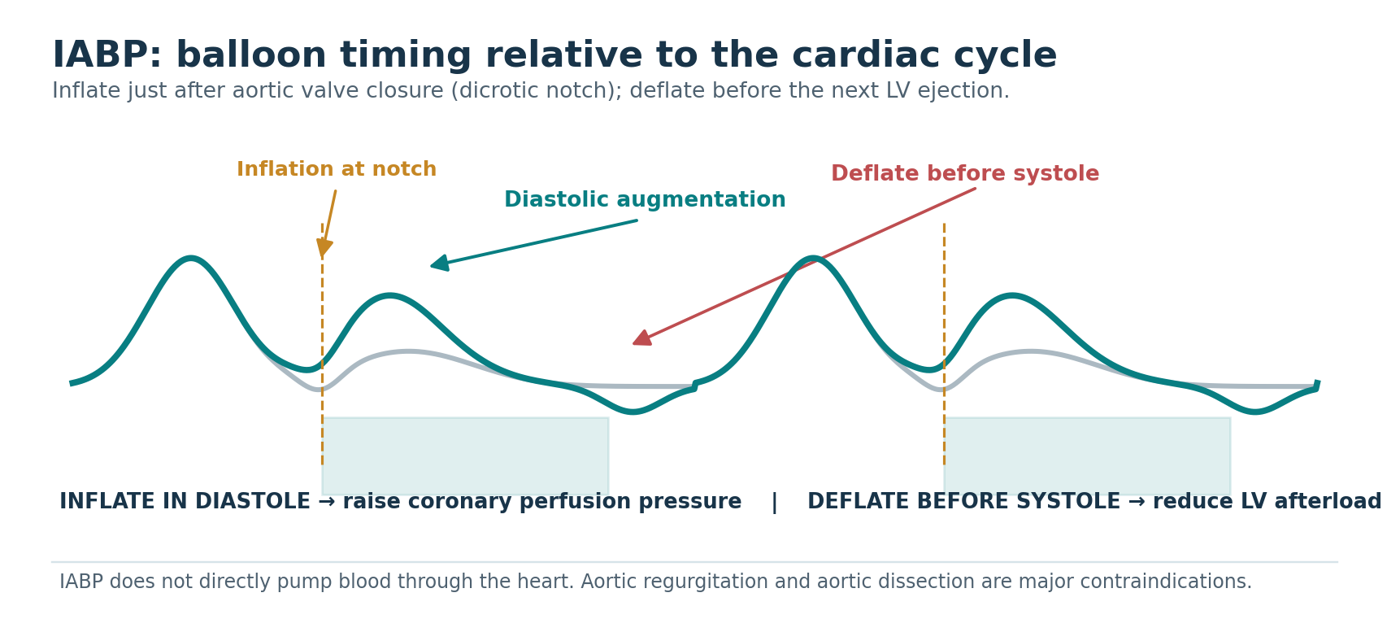 IABP: balloon timing relative to the cardiac cycle
Inflate just after aortic valve closure (dicrotic notch); deflate before the next LV ejection.
Inflation at notch
Deflate before systole
Diastolic augmentation
INFLATE IN DIASTOLE → raise coronary perfusion pressure | DEFLATE BEFORE SYSTOLE → reduce LV afterload
IABP does not directly pump blood through the heart. Aortic regurgitation and aortic dissection are major contraindications.